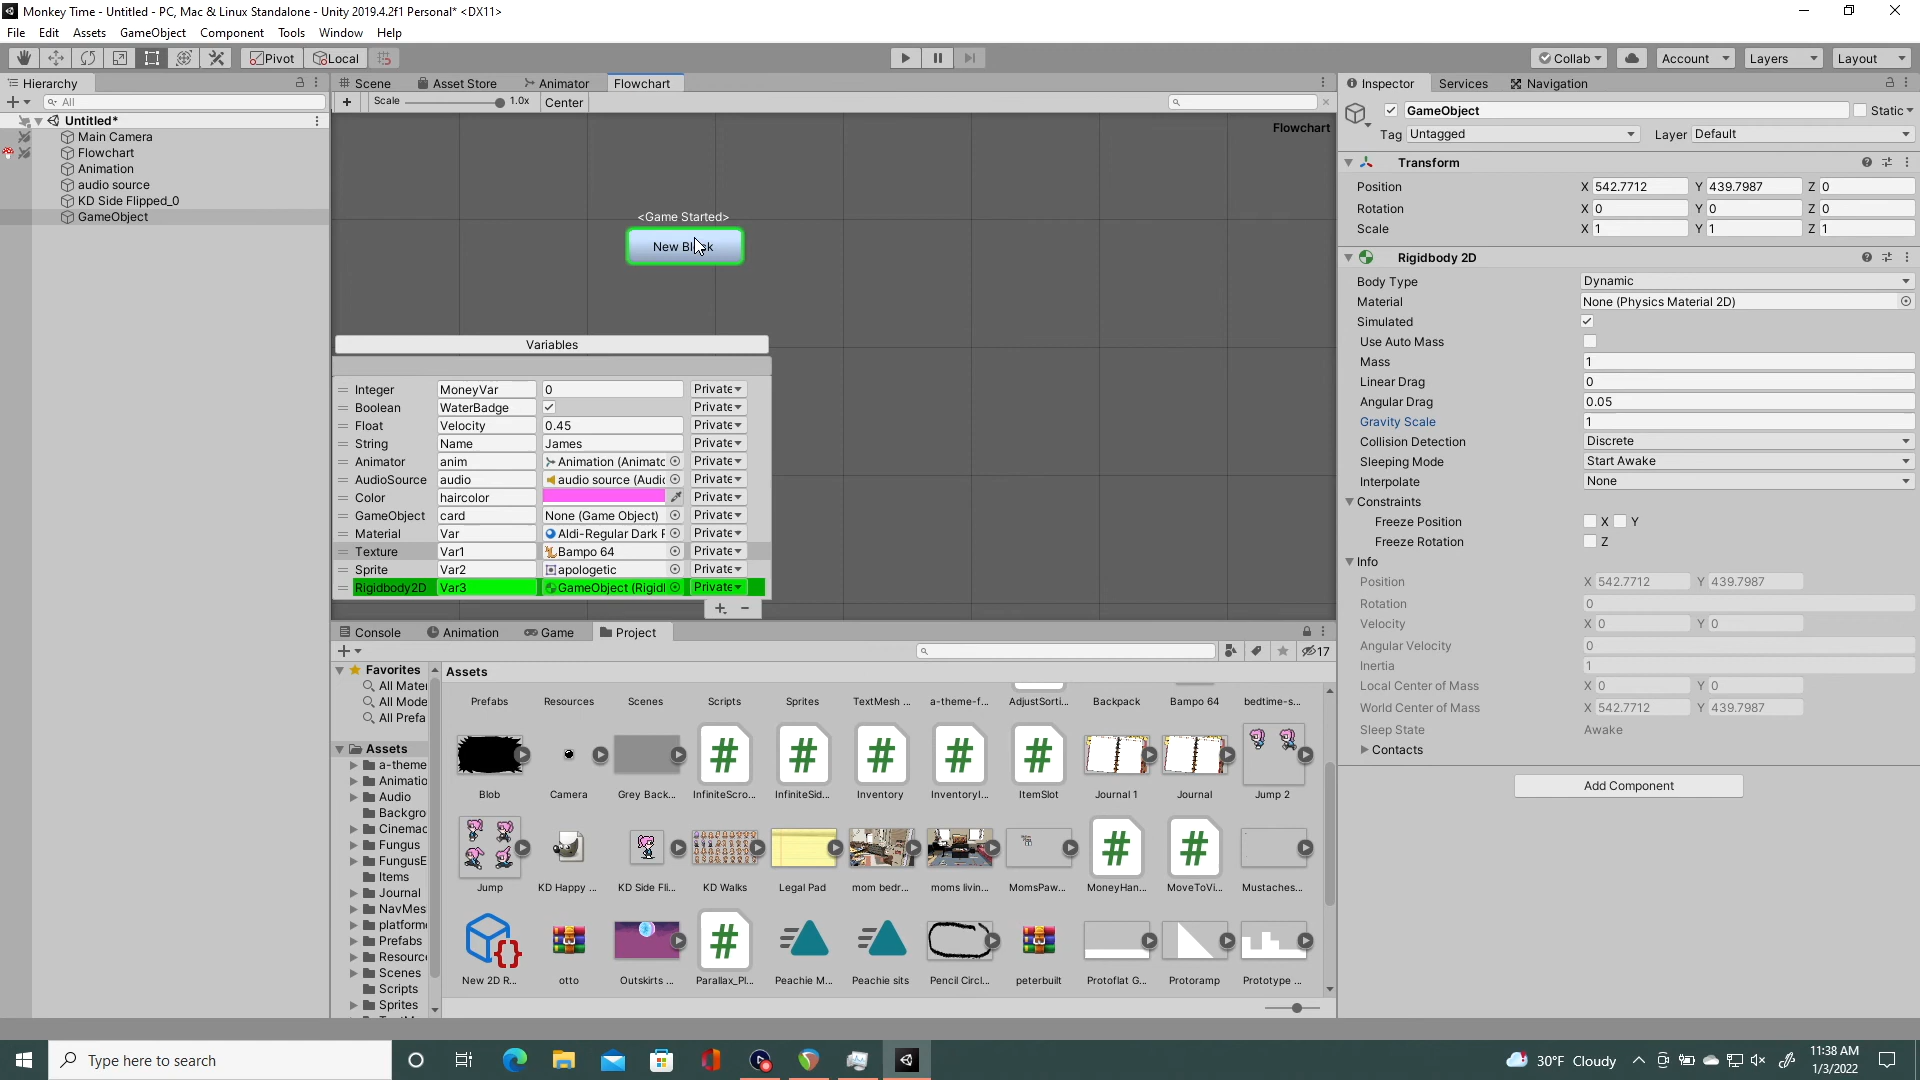 Monkey Time - Untitled - PC, Mac & Linux Standalone - Unity 2019.4.2f1 Personal* <DX11>
File Edit Assets GameObject Component Tools Window Help
Pivot Local Collab Account Layers Layout
Hierarchy
All
Untitled*
Main Camera
Flowchart
Animation
audio source
KD Side Flipped_0
GameObject
Scene Asset Store Animator Flowchart
Scale 1.0x Center
Flowchart
<Game Started>
Variables
Integer MoneyVar 0 Private
Boolean WaterBadge Private
Float Velocity 0.45 Private
String Name James Private
Animator anim Animation (Animatc Private
AudioSource audio audio source (Audic Private
Color haircolor Private
GameObject card None (Game Object) Private
Material Var Aldi-Regular Dark F Private
Texture Var1 Bampo 64 Private
Sprite Var2 apologetic Private
Rigidbody2D Var3 GameObject (Rigidl Private
Console Animation Game Project
17
Favorites
All Mater
All Mode
All Prefa
Assets
a-theme
Animatio
Audio
Backgro
Cinemac
Fungus
FungusE
Items
Journal
NavMes
platform
Prefabs
Resourc
Scenes
Scripts
Sprites
Assets
Prefabs Resources Scenes Scripts Sprites TextMesh ... a-theme-f... AdjustSorti... Backpack Bampo 64 bedtime-s...
Blob Camera Grey Back... InfiniteScro... InfiniteSid... Inventory InventoryI... ItemSlot Journal 1 Journal Jump 2
Jump KD Happy ... KD Side Fli... KD Walks Legal Pad mom bedr... moms livin... MomsPaw... MoneyHan... MoveToVi... Mustaches...
New 2D R... otto Outskirts ... Parallax_Pl... Peachie M... Peachie sits Pencil Circl... peterbuilt Protoflat G... Protoramp Prototype ...
Inspector Services Navigation
GameObject Static
Tag Untagged Layer Default
Transform
Position X 542.7712 Y 439.7987 Z 0
Rotation X 0 Y 0 Z 0
Scale X 1 Y 1 Z 1
Rigidbody 2D
Body Type Dynamic
Material None (Physics Material 2D)
Simulated
Use Auto Mass
Mass 1
Linear Drag 0
Angular Drag 0.05
Gravity Scale 1
Collision Detection Discrete
Sleeping Mode Start Awake
Interpolate None
Constraints
Freeze Position X Y
Freeze Rotation Z
Info
Position X 542.7712 Y 439.7987
Rotation 0
Velocity X 0 Y 0
Angular Velocity 0
Inertia 1
Local Center of Mass X 0 Y 0
World Center of Mass X 542.7712 Y 439.7987
Sleep State Awake
Contacts
Add Component
Type here to search
30°F Cloudy
11:38 AM
1/3/2022